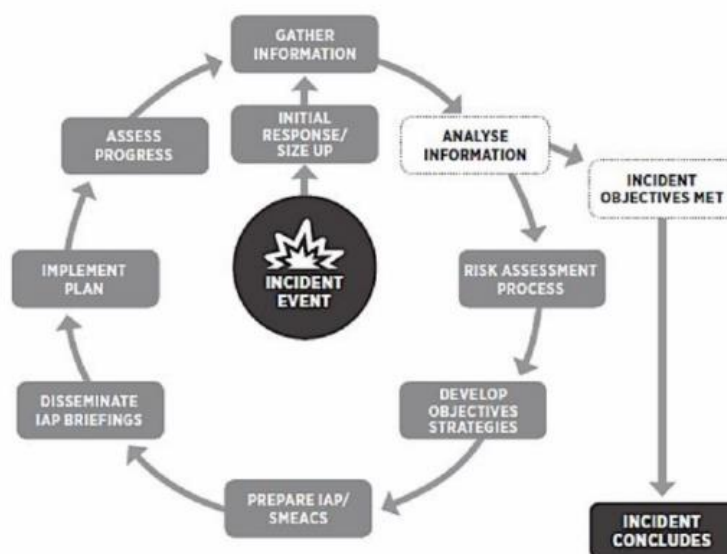 GATHER
INFORMATION
INITIAL
RESPONSE/
SIZE UP
INCIDENT
EVENT
ANALYSE
INFORMATION
INCIDENT
OBJECTIVES MET
RISK ASSESSMENT
PROCESS
DEVELOP
OBJECTIVES
STRATEGIES
PREPARE IAP/
SMEACS
DISSEMINATE
IAP BRIEFINGS
IMPLEMENT
PLAN
ASSESS
PROGRESS
INCIDENT
CONCLUDES